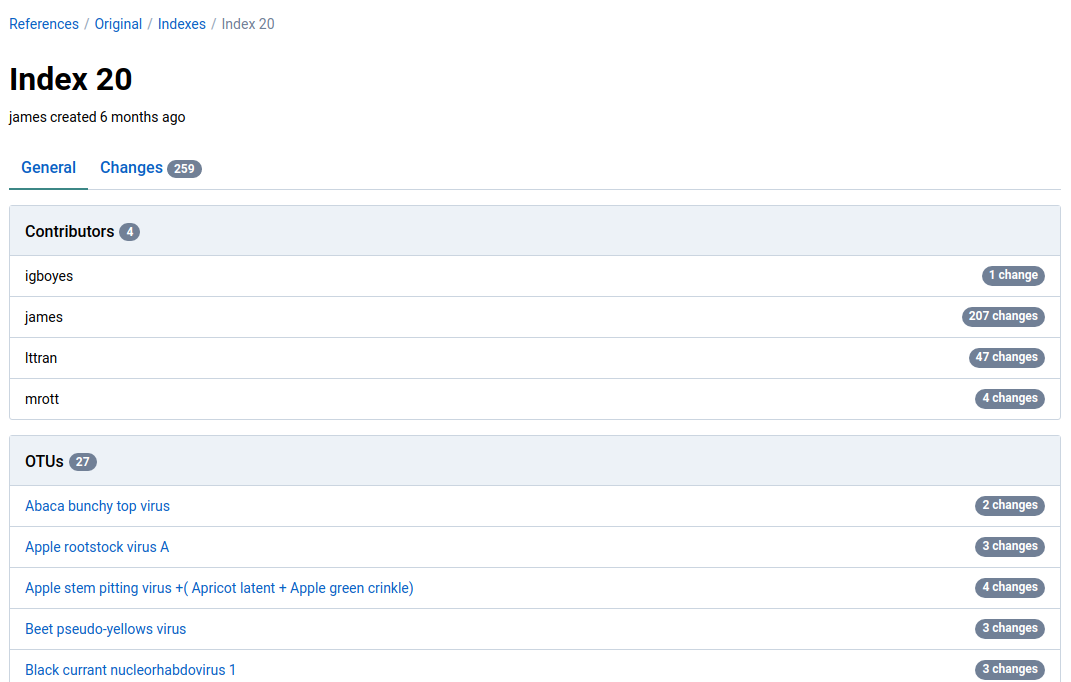 References / Original / Indexes / Index 20
Index 20
james created 6 months ago
General Changes 259
Contributors 4
igboyes 1 change
james 207 changes
lttran 47 changes
mrott 4 changes
OTUs 27
Abaca bunchy top virus 2 changes
Apple rootstock virus A 3 changes
Apple stem pitting virus +( Apricot latent + Apple green crinkle) 4 changes
Beet pseudo-yellows virus 3 changes
Black currant nucleorhabdovirus 1 3 changes